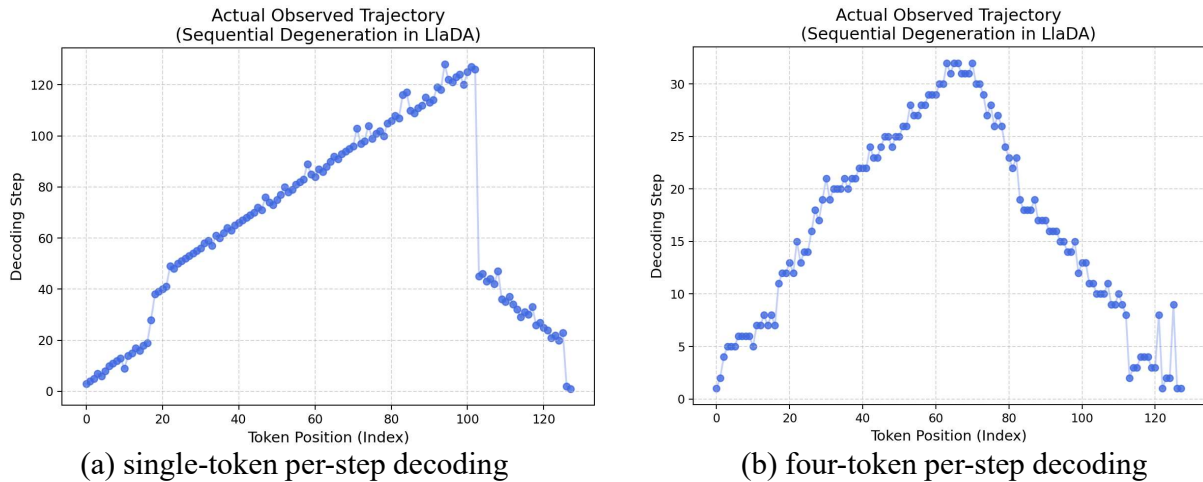 Actual Observed Trajectory
(Sequential Degeneration in LlaDA)
120
100
80
60
40
20
0
Decoding Step
0 20 40 60 80 100 120
Token Position (Index)
(a) single-token per-step decoding
Actual Observed Trajectory
(Sequential Degeneration in LlaDA)
30
25
20
15
10
5
0
Decoding Step
0 20 40 60 80 100 120
Token Position (Index)
(b) four-token per-step decoding